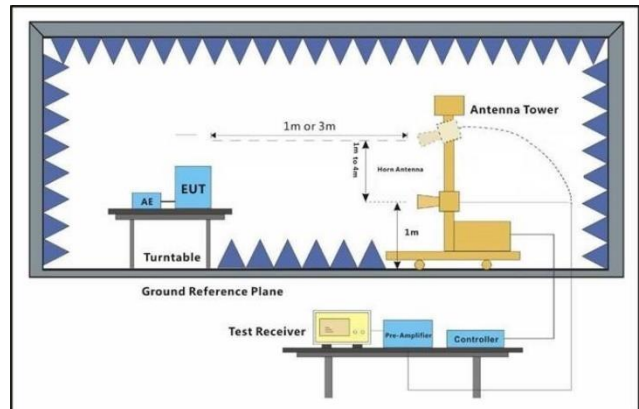 1m or 3m
Antenna Tower
1m to 4m
Horn Antenna
EUT
AE
1m
Turntable
Ground Reference Plane
Test Receiver
Pre-Amplifier
Controller